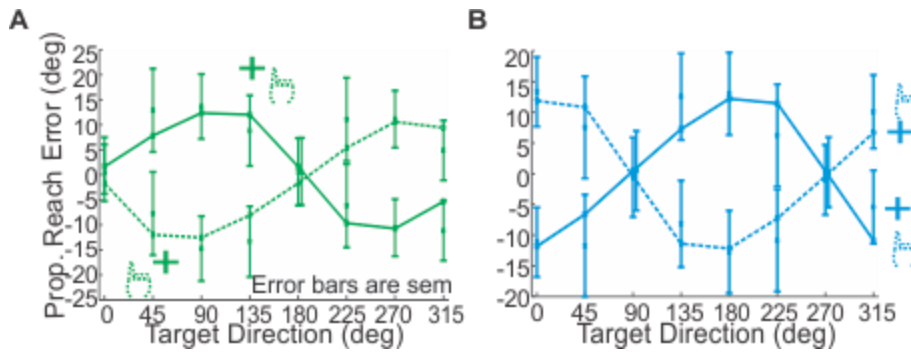 A
Prop. Reach Error (deg)
25
20
15
10
5
0
-5
-10
-15
-20
-25
Error bars are sem
0 45 90 135 180 225 270 315
Target Direction (deg)
B
20
15
10
5
0
-5
-10
-15
-20
0 45 90 135 180 225 270 315
Target Direction (deg)